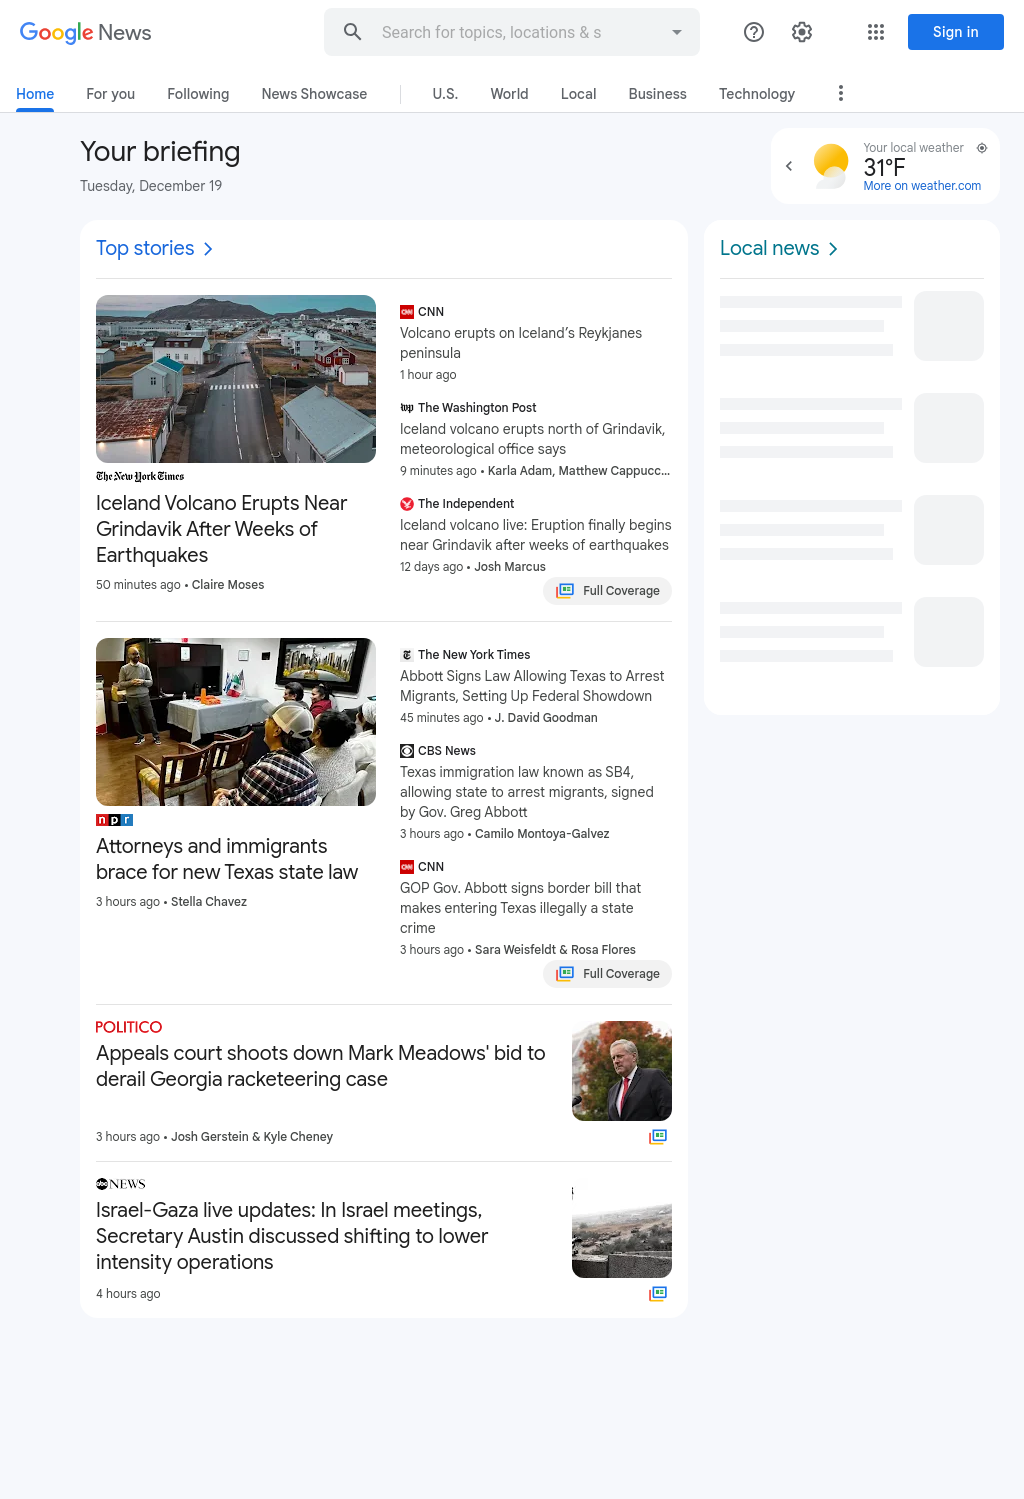 Google News
Search for topics, locations & s
Sign in
Home
For you
Following
News Showcase
U.S.
World
Local
Business
Technology
Your briefing
Tuesday, December 19
Your local weather
31°F
More on weather.com
Top stories
The New York Times
Iceland Volcano Erupts Near
Grindavik After Weeks of
Earthquakes
50 minutes ago • Claire Moses
CNN
Volcano erupts on Iceland’s Reykjanes
peninsula
1 hour ago
wp The Washington Post
Iceland volcano erupts north of Grindavik,
meteorological office says
9 minutes ago • Karla Adam, Matthew Cappucc...
The Independent
Iceland volcano live: Eruption finally begins
near Grindavik after weeks of earthquakes
12 days ago • Josh Marcus
Full Coverage
npr
Attorneys and immigrants
brace for new Texas state law
3 hours ago • Stella Chavez
The New York Times
Abbott Signs Law Allowing Texas to Arrest
Migrants, Setting Up Federal Showdown
45 minutes ago • J. David Goodman
CBS News
Texas immigration law known as SB4,
allowing state to arrest migrants, signed
by Gov. Greg Abbott
3 hours ago • Camilo Montoya-Galvez
CNN
GOP Gov. Abbott signs border bill that
makes entering Texas illegally a state
crime
3 hours ago • Sara Weisfeldt & Rosa Flores
Full Coverage
POLITICO
Appeals court shoots down Mark Meadows' bid to
derail Georgia racketeering case
3 hours ago • Josh Gerstein & Kyle Cheney
abc NEWS
Israel-Gaza live updates: In Israel meetings,
Secretary Austin discussed shifting to lower
intensity operations
4 hours ago
Local news